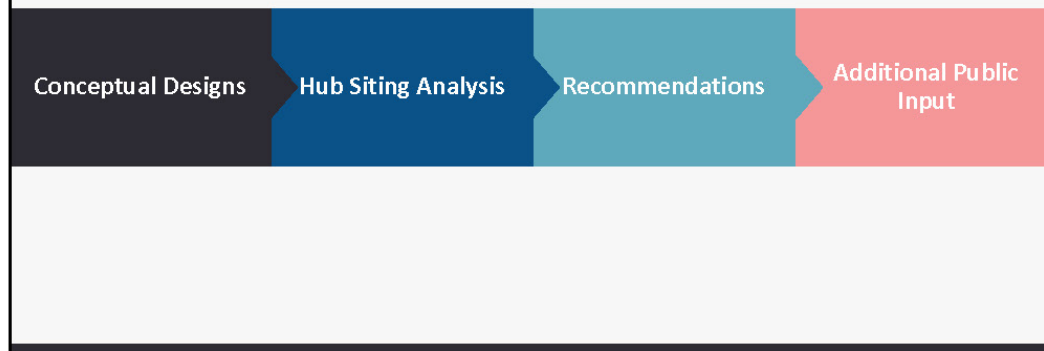 Conceptual Designs
Hub Siting Analysis
Recommendations
Additional Public
Input